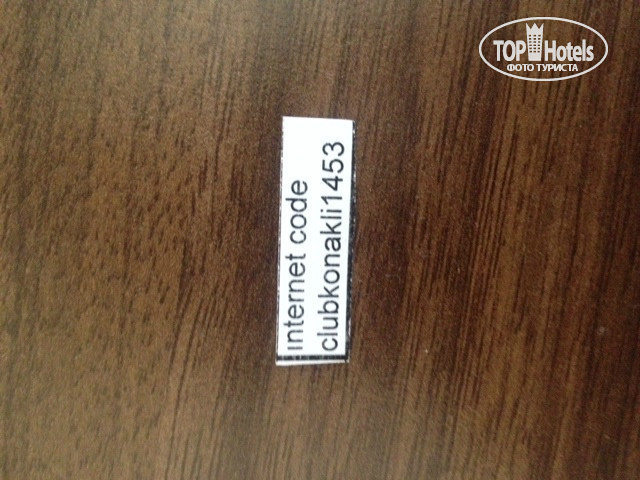 TOP Hotels
ФОТО ТУРИСТА
internet code
clubkonakli1453